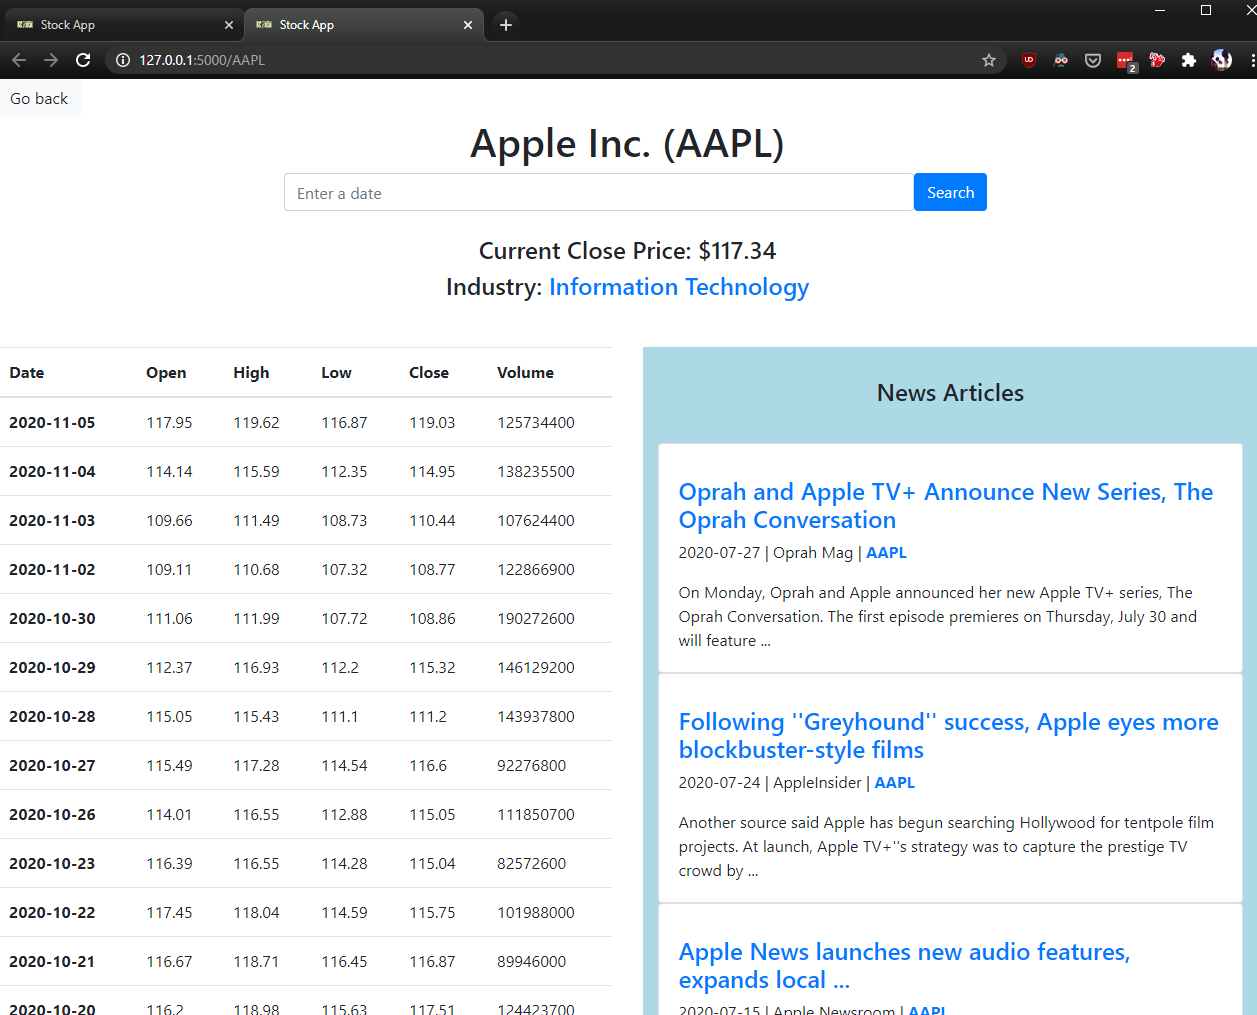 Stock App
Stock App
127.0.0.1:5000/AAPL
2
Go back
Apple Inc. (AAPL)
Enter a date
Search
Current Close Price: $117.34
Industry: Information Technology
Date Open High Low Close Volume
2020-11-05 117.95 119.62 116.87 119.03 125734400
2020-11-04 114.14 115.59 112.35 114.95 138235500
2020-11-03 109.66 111.49 108.73 110.44 107624400
2020-11-02 109.11 110.68 107.32 108.77 122866900
2020-10-30 111.06 111.99 107.72 108.86 190272600
2020-10-29 112.37 116.93 112.2 115.32 146129200
2020-10-28 115.05 115.43 111.1 111.2 143937800
2020-10-27 115.49 117.28 114.54 116.6 92276800
2020-10-26 114.01 116.55 112.88 115.05 111850700
2020-10-23 116.39 116.55 114.28 115.04 82572600
2020-10-22 117.45 118.04 114.59 115.75 101988000
2020-10-21 116.67 118.71 116.45 116.87 89946000
2020-10-20 116.2 118.98 115.63 117.51 124423700
News Articles
Oprah and Apple TV+ Announce New Series, The
Oprah Conversation
2020-07-27 | Oprah Mag | AAPL
On Monday, Oprah and Apple announced her new Apple TV+ series, The
Oprah Conversation. The first episode premieres on Thursday, July 30 and
will feature ...
Following ''Greyhound'' success, Apple eyes more
blockbuster-style films
2020-07-24 | AppleInsider | AAPL
Another source said Apple has begun searching Hollywood for tentpole film
projects. At launch, Apple TV+''s strategy was to capture the prestige TV
crowd by ...
Apple News launches new audio features,
expands local ...
2020-07-15 | Apple Newsroom | AAPL